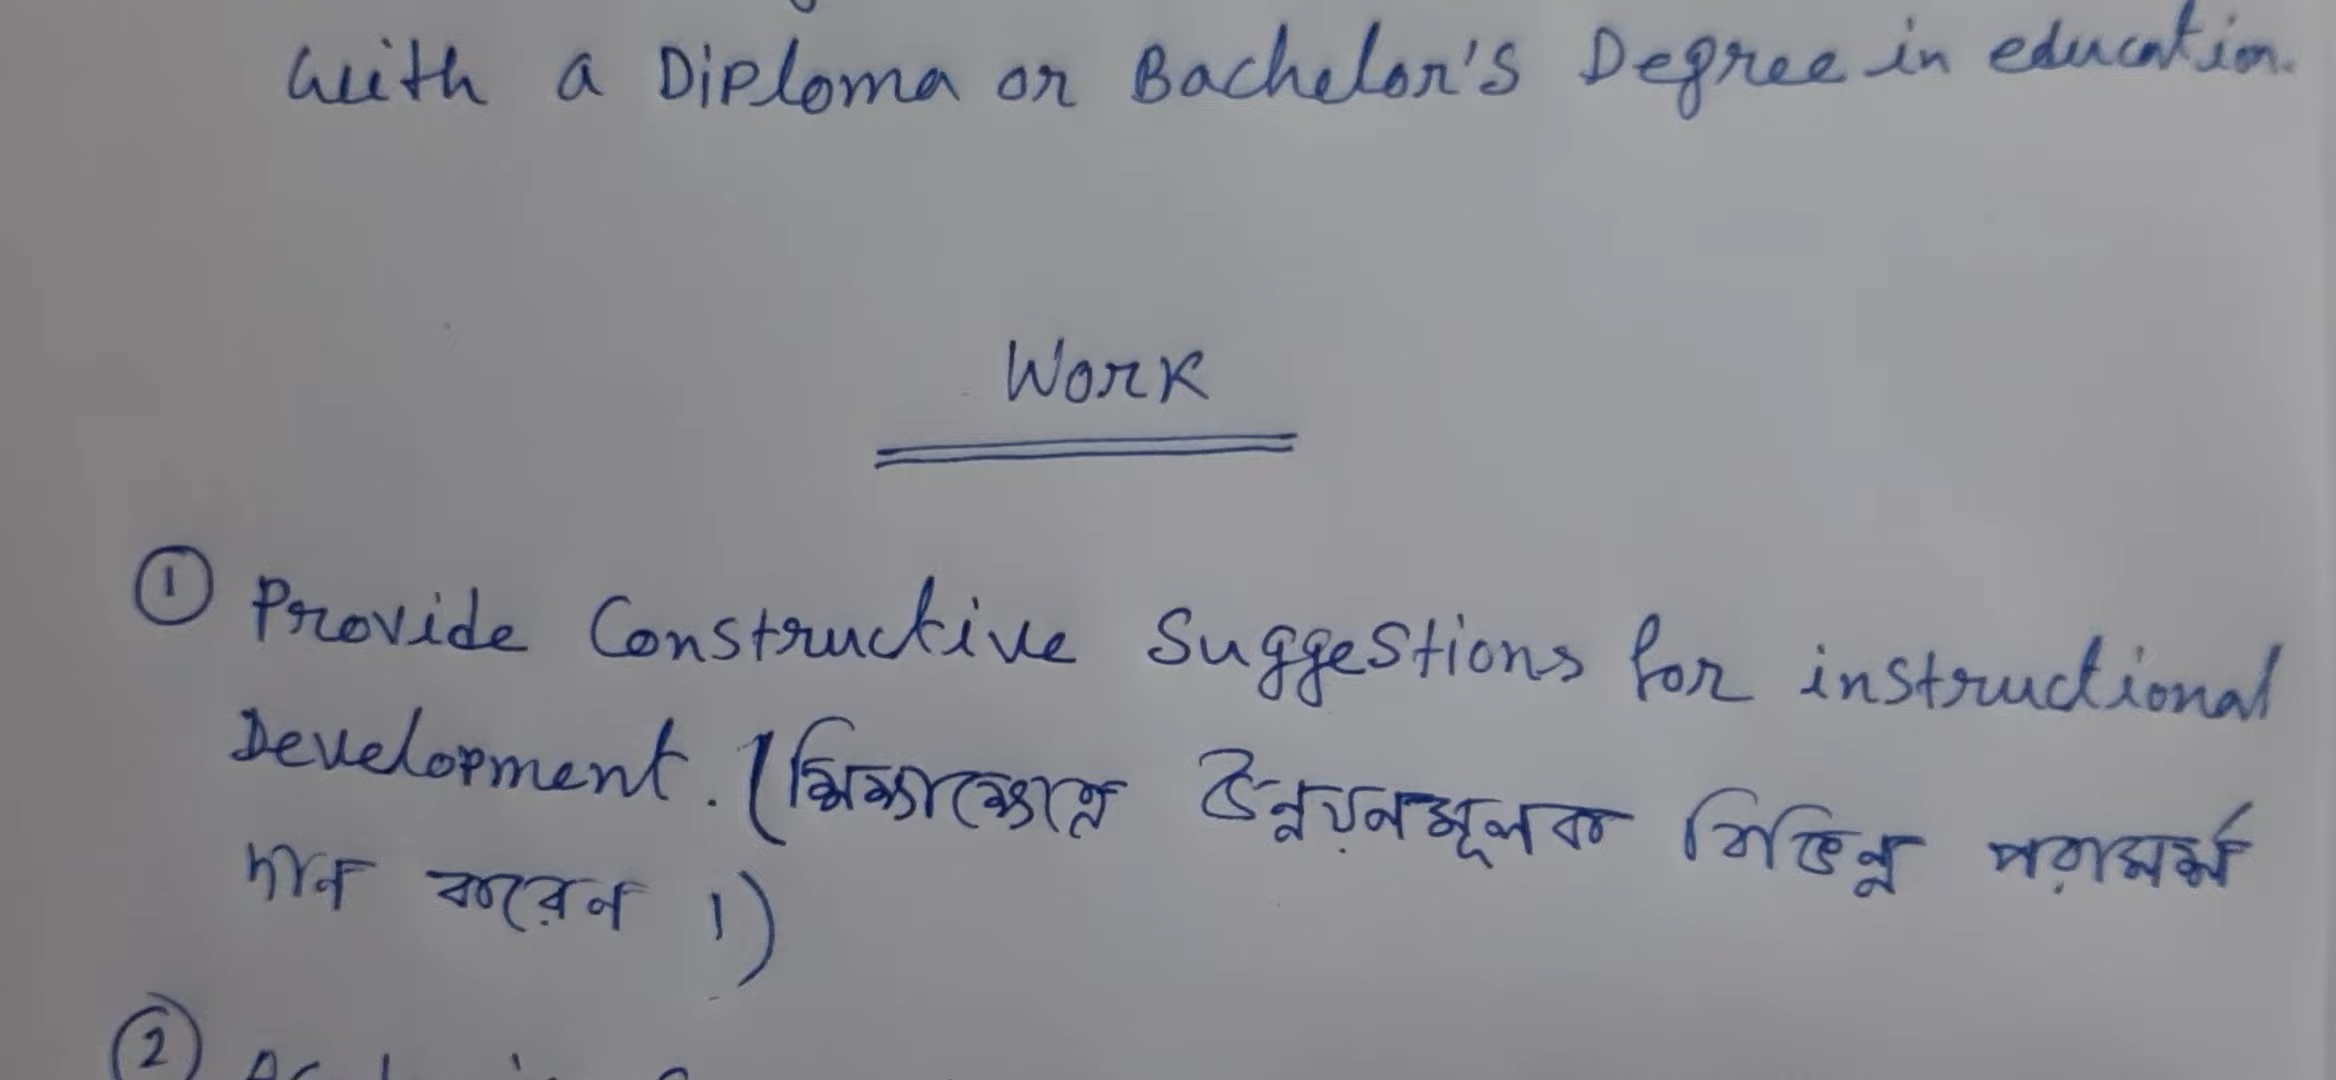 with a Diploma or Bachelor's Degree in education.
Work
① Provide Constructive Suggestions for instructional
Development. (শিক্ষাক্ষেত্রে উন্নয়নমূলক বিভিন্ন পরামর্শ
দান করেন ।)
②